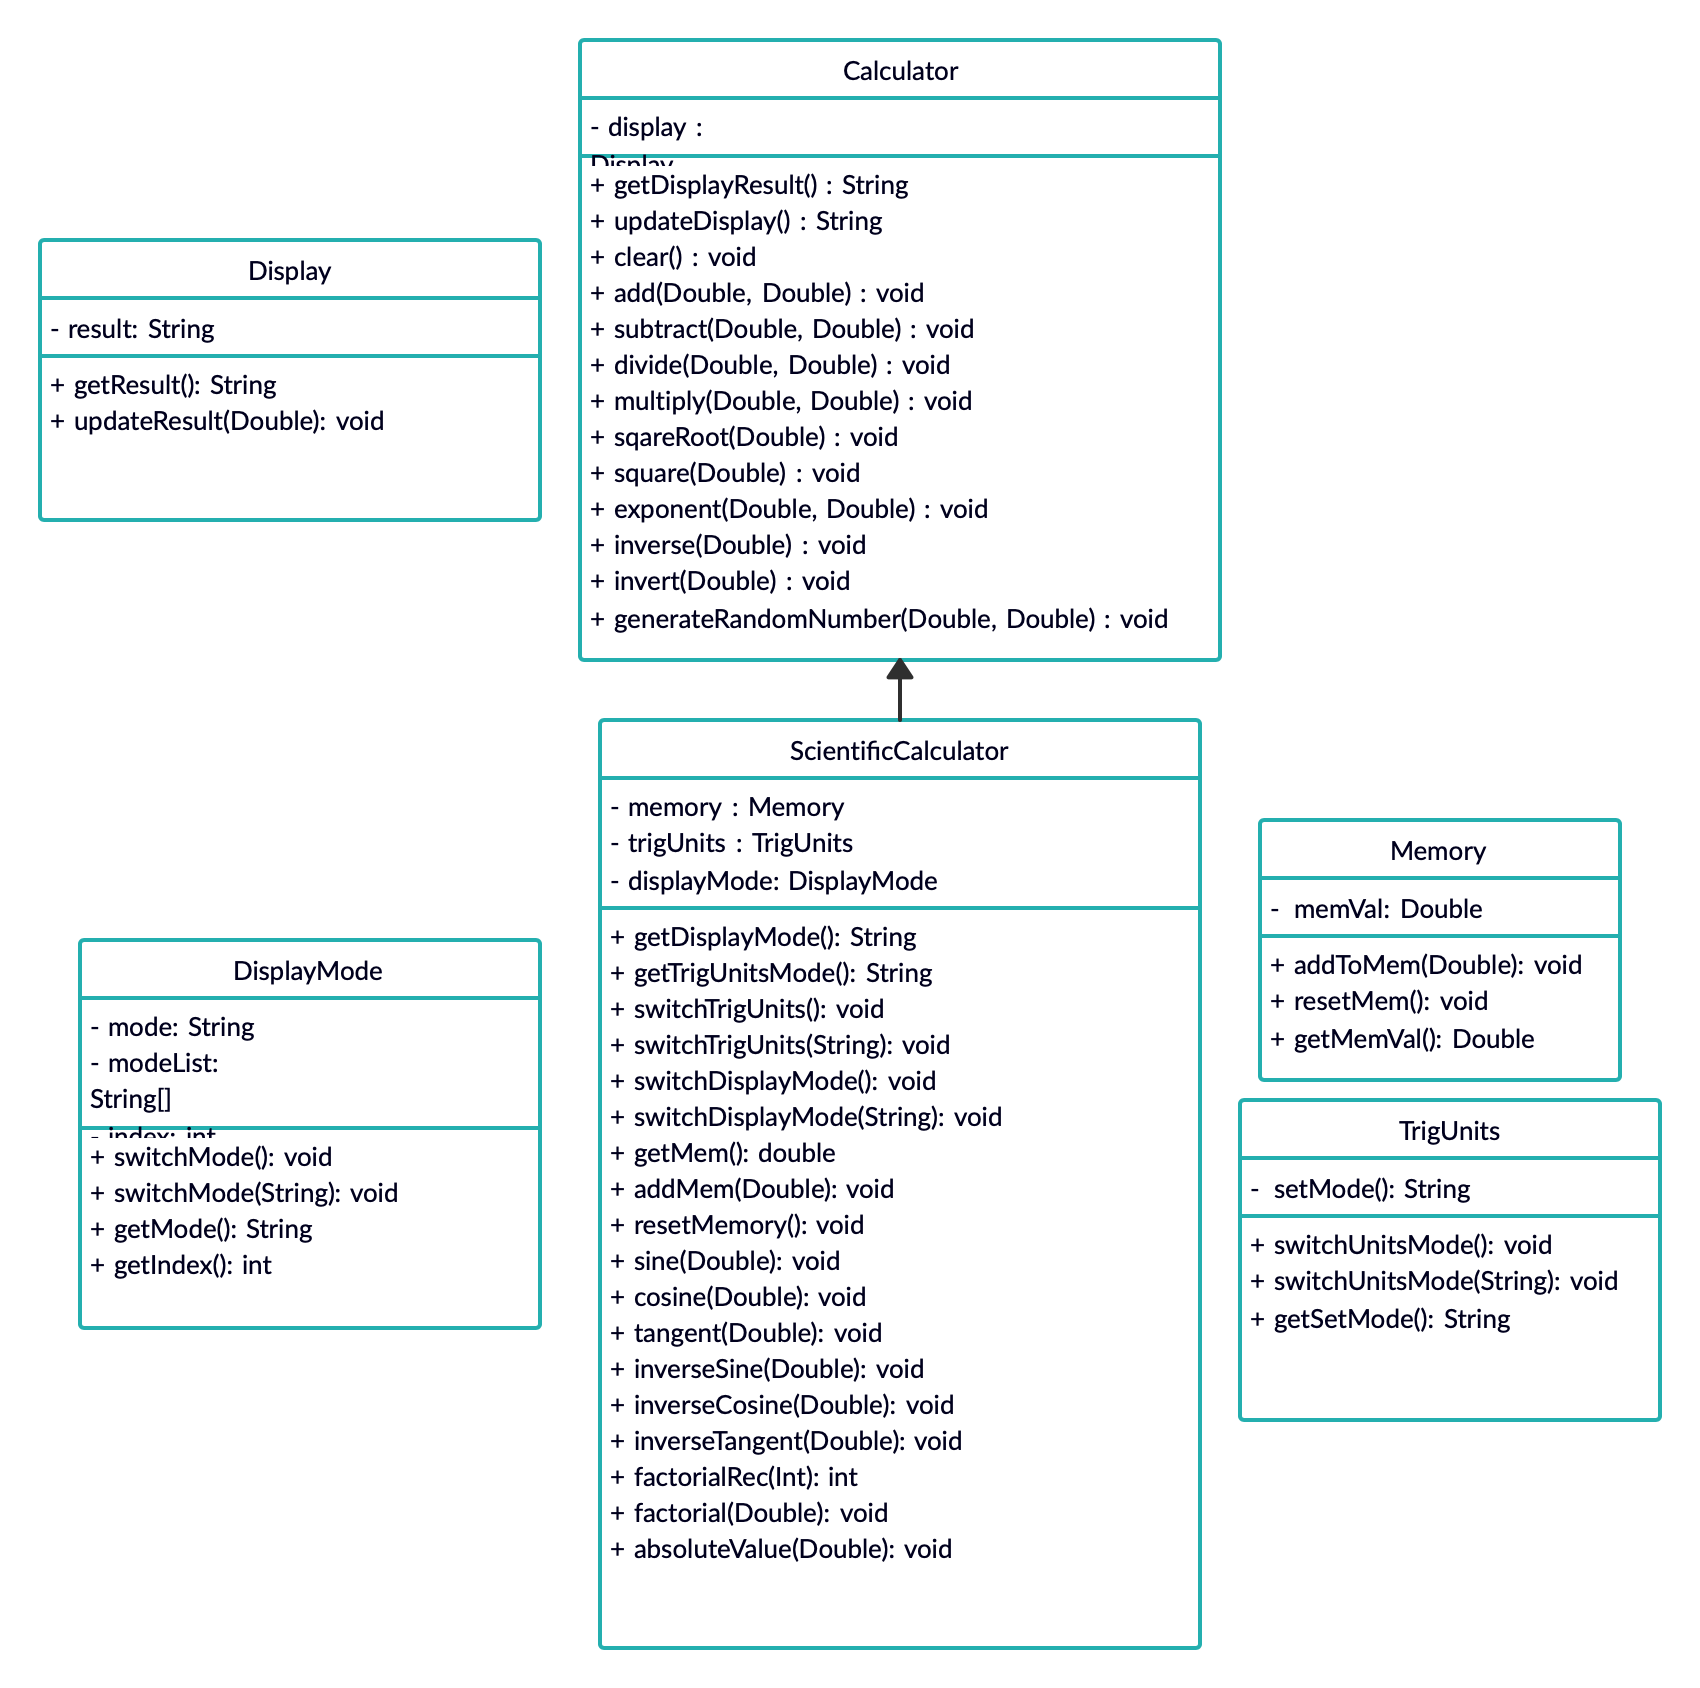 Calculator
- display :
Display
+ getDisplayResult() : String
+ updateDisplay() : String
+ clear() : void
+ add(Double, Double) : void
+ subtract(Double, Double) : void
+ divide(Double, Double) : void
+ multiply(Double, Double) : void
+ sqareRoot(Double) : void
+ square(Double) : void
+ exponent(Double, Double) : void
+ inverse(Double) : void
+ invert(Double) : void
+ generateRandomNumber(Double, Double) : void
Display
- result: String
+ getResult(): String
+ updateResult(Double): void
ScientificCalculator
- memory : Memory
- trigUnits : TrigUnits
- displayMode: DisplayMode
+ getDisplayMode(): String
+ getTrigUnitsMode(): String
+ switchTrigUnits(): void
+ switchTrigUnits(String): void
+ switchDisplayMode(): void
+ switchDisplayMode(String): void
+ getMem(): double
+ addMem(Double): void
+ resetMemory(): void
+ sine(Double): void
+ cosine(Double): void
+ tangent(Double): void
+ inverseSine(Double): void
+ inverseCosine(Double): void
+ inverseTangent(Double): void
+ factorialRec(Int): int
+ factorial(Double): void
+ absoluteValue(Double): void
DisplayMode
- mode: String
- modeList:
String[]
- index: int
+ switchMode(): void
+ switchMode(String): void
+ getMode(): String
+ getIndex(): int
Memory
- memVal: Double
+ addToMem(Double): void
+ resetMem(): void
+ getMemVal(): Double
TrigUnits
- setMode(): String
+ switchUnitsMode(): void
+ switchUnitsMode(String): void
+ getSetMode(): String